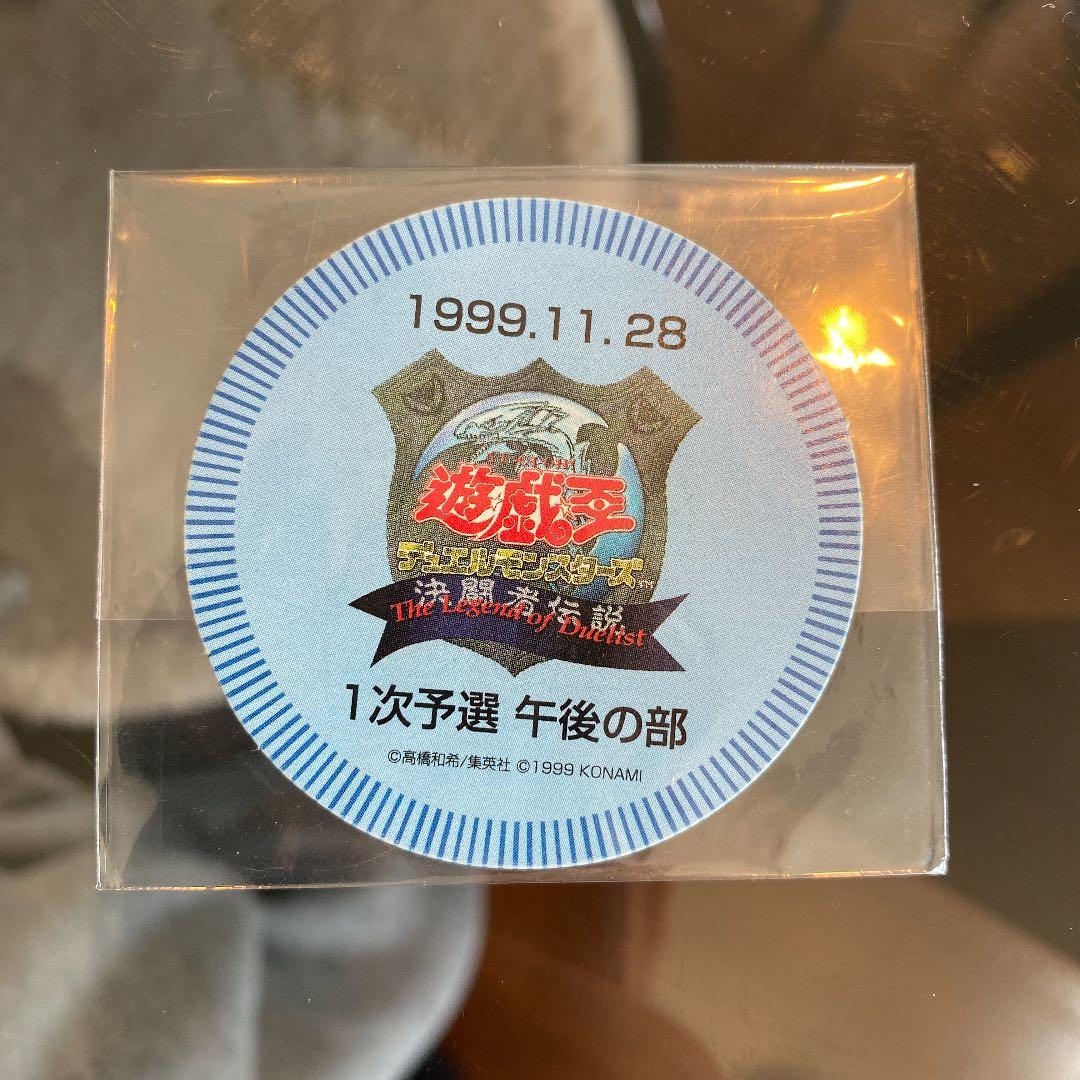 1999.11.28
遊戯王
デュエルモンスターズ
決闘者伝説
The Legend of Duelist
1次予選 午後の部
©高橋和希/集英社 ©1999 KONAMI